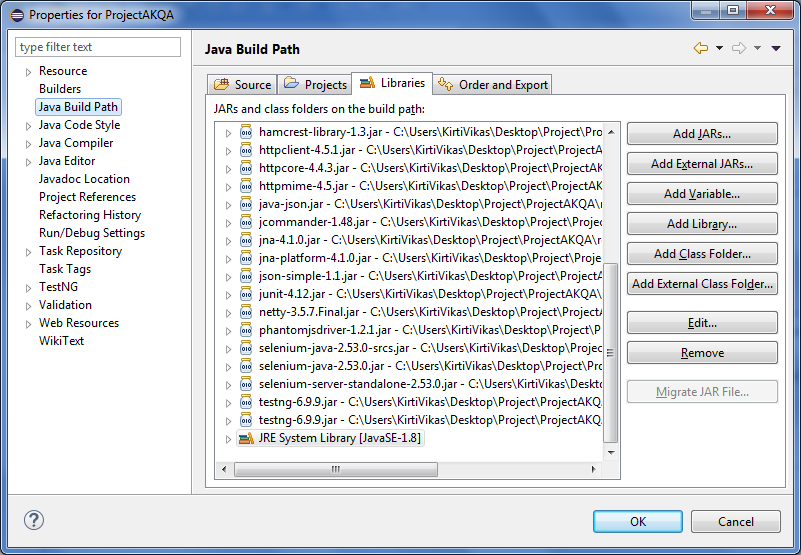 Properties for ProjectAKQA
type filter text
Resource
Builders
Java Build Path
Java Code Style
Java Compiler
Java Editor
Javadoc Location
Project References
Refactoring History
Run/Debug Settings
Task Repository
Task Tags
TestNG
Validation
Web Resources
WikiText
Java Build Path
Source
Projects
Libraries
Order and Export
JARs and class folders on the build path:
hamcrest-library-1.3.jar - C:\Users\KirtiVikas\Desktop\Project\Pro
httpclient-4.5.1.jar - C:\Users\KirtiVikas\Desktop\Project\ProjectA
httpcore-4.4.3.jar - C:\Users\KirtiVikas\Desktop\Project\ProjectAK
httpmime-4.5.jar - C:\Users\KirtiVikas\Desktop\Project\ProjectAK
java-json.jar - C:\Users\KirtiVikas\Desktop\Project\ProjectAKQA\
jcommander-1.48.jar - C:\Users\KirtiVikas\Desktop\Project\Projec
jna-4.1.0.jar - C:\Users\KirtiVikas\Desktop\Project\ProjectAKQA\r
jna-platform-4.1.0.jar - C:\Users\KirtiVikas\Desktop\Project\Projec
json-simple-1.1.jar - C:\Users\KirtiVikas\Desktop\Project\ProjectA
junit-4.12.jar - C:\Users\KirtiVikas\Desktop\Project\ProjectAKQA\
netty-3.5.7.Final.jar - C:\Users\KirtiVikas\Desktop\Project\Project
phantomjsdriver-1.2.1.jar - C:\Users\KirtiVikas\Desktop\Project\Pr
selenium-java-2.53.0-srcs.jar - C:\Users\KirtiVikas\Desktop\Projec
selenium-java-2.53.0.jar - C:\Users\KirtiVikas\Desktop\Project\Pro
selenium-server-standalone-2.53.0.jar - C:\Users\KirtiVikas\Deskto
testng-6.9.9.jar - C:\Users\KirtiVikas\Desktop\Project\ProjectAKQA
testng-6.9.9.jar - C:\Users\KirtiVikas\Desktop\Project\ProjectAKQA
JRE System Library [JavaSE-1.8]
Add JARs...
Add External JARs...
Add Variable...
Add Library...
Add Class Folder...
Add External Class Folder...
Edit...
Remove
Migrate JAR File...
OK
Cancel